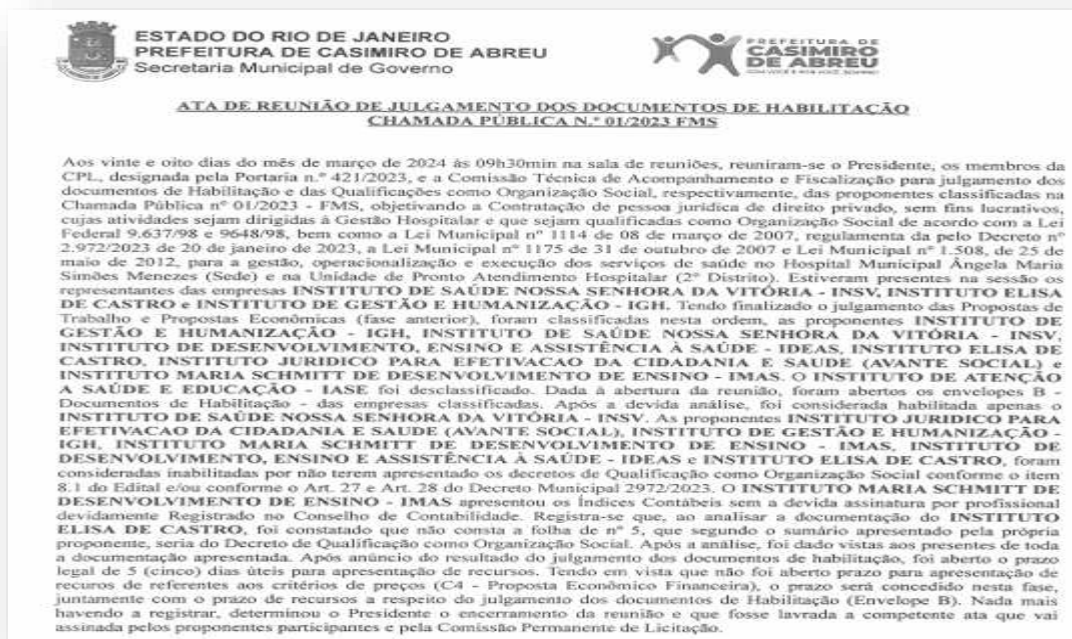 ESTADO DO RIO DE JANEIRO
PREFEITURA DE CASIMIRO DE ABREU
Secretaria Municipal de Governo
PREFEITURA DE
CASIMIRO
DE ABREU
ATA DE REUNIÃO DE JULGAMENTO DOS DOCUMENTOS DE HABILITAÇÃO
CHAMADA PÚBLICA N.º 01/2023 FMS
Aos vinte e oito dias do mês de março de 2024 às 09h30min na sala de reuniões, reuniram-se o Presidente, os membros da
CPL, designada pela Portaria n.º 421/2023, e a Comissão Técnica de Acompanhamento e Fiscalização para julgamento dos
documentos de Habilitação e das Qualificações como Organização Social, respectivamente, das proponentes classificadas na
Chamada Pública nº 01/2023 - FMS, objetivando a Contratação de pessoa jurídica de direito privado, sem fins lucrativos,
cujas atividades sejam dirigidas à Gestão Hospitalar e que sejam qualificadas como Organização Social de acordo com a Lei
Federal 9.637/98 e 9648/98, bem como a Lei Municipal nº 1114 de 08 de março de 2007, regulamenta da pelo Decreto nº
2.972/2023 de 20 de janeiro de 2023, a Lei Municipal nº 1175 de 31 de outubro de 2007 e Lei Municipal nº 1.508, de 25 de
maio de 2012, para a gestão, operacionalização e execução dos serviços de saúde no Hospital Municipal Ângela Maria
Simões Menezes (Sede) e na Unidade de Pronto Atendimento Hospitalar (2º Distrito). Estiveram presentes na sessão os
representantes das empresas INSTITUTO DE SAÚDE NOSSA SENHORA DA VITÓRIA - INSV, INSTITUTO ELISA
DE CASTRO e INSTITUTO DE GESTÃO E HUMANIZAÇÃO - IGH. Tendo finalizado o julgamento das Propostas de
Trabalho e Propostas Econômicas (fase anterior), foram classificadas nesta ordem, as proponentes INSTITUTO DE
GESTÃO E HUMANIZAÇÃO - IGH, INSTITUTO DE SAÚDE NOSSA SENHORA DA VITÓRIA - INSV,
INSTITUTO DE DESENVOLVIMENTO, ENSINO E ASSISTÊNCIA À SAÚDE - IDEAS, INSTITUTO ELISA DE
CASTRO, INSTITUTO JURIDICO PARA EFETIVACAO DA CIDADANIA E SAUDE (AVANTE SOCIAL) e
INSTITUTO MARIA SCHMITT DE DESENVOLVIMENTO DE ENSINO - IMAS. O INSTITUTO DE ATENÇÃO
A SAÚDE E EDUCAÇÃO - IASE foi desclassificado. Dada à abertura da reunião, foram abertos os envelopes B -
Documentos de Habilitação - das empresas classificadas. Após a devida análise, foi considerada habilitada apenas o
INSTITUTO DE SAÚDE NOSSA SENHORA DA VITÓRIA - INSV. As proponentes INSTITUTO JURIDICO PARA
EFETIVACAO DA CIDADANIA E SAUDE (AVANTE SOCIAL), INSTITUTO DE GESTÃO E HUMANIZAÇÃO -
IGH, INSTITUTO MARIA SCHMITT DE DESENVOLVIMENTO DE ENSINO - IMAS, INSTITUTO DE
DESENVOLVIMENTO, ENSINO E ASSISTÊNCIA À SAÚDE - IDEAS e INSTITUTO ELISA DE CASTRO, foram
consideradas inabilitadas por não terem apresentado os decretos de Qualificação como Organização Social conforme o item
8.1 do Edital e/ou conforme o Art. 27 e Art. 28 do Decreto Municipal 2972/2023. O INSTITUTO MARIA SCHMITT DE
DESENVOLVIMENTO DE ENSINO - IMAS apresentou os Índices Contábeis sem a devida assinatura por profissional
devidamente Registrado no Conselho de Contabilidade. Registra-se que, ao analisar a documentação do INSTITUTO
ELISA DE CASTRO, foi constatado que não consta a folha de nº 5, que segundo o sumário apresentado pela própria
proponente, seria do Decreto de Qualificação como Organização Social. Após a análise, foi dado vistas aos presentes de toda
a documentação apresentada. Após anúncio do resultado do julgamento dos documentos de habilitação, foi aberto o prazo
legal de 5 (cinco) dias úteis para apresentação de recursos. Tendo em vista que não foi aberto prazo para apresentação de
recuros de referentes aos critérios de preços (C4 - Proposta Econômico Financeira), o prazo será concedido nesta fase,
juntamente com o prazo de recursos a respeito do julgamento dos documentos de Habilitação (Envelope B). Nada mais
havendo a registrar, determinou o Presidente o encerramento da reunião e que fosse lavrada a competente ata que vai
assinada pelos proponentes participantes e pela Comissão Permanente de Licitação.